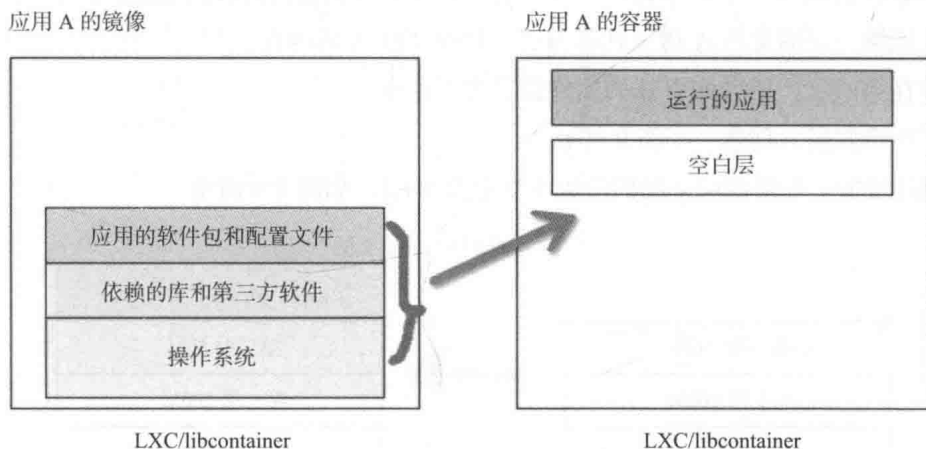 应用 A 的镜像
应用 A 的容器
运行的应用
空白层
应用的软件包和配置文件
依赖的库和第三方软件
操作系统
LXC/libcontainer
LXC/libcontainer